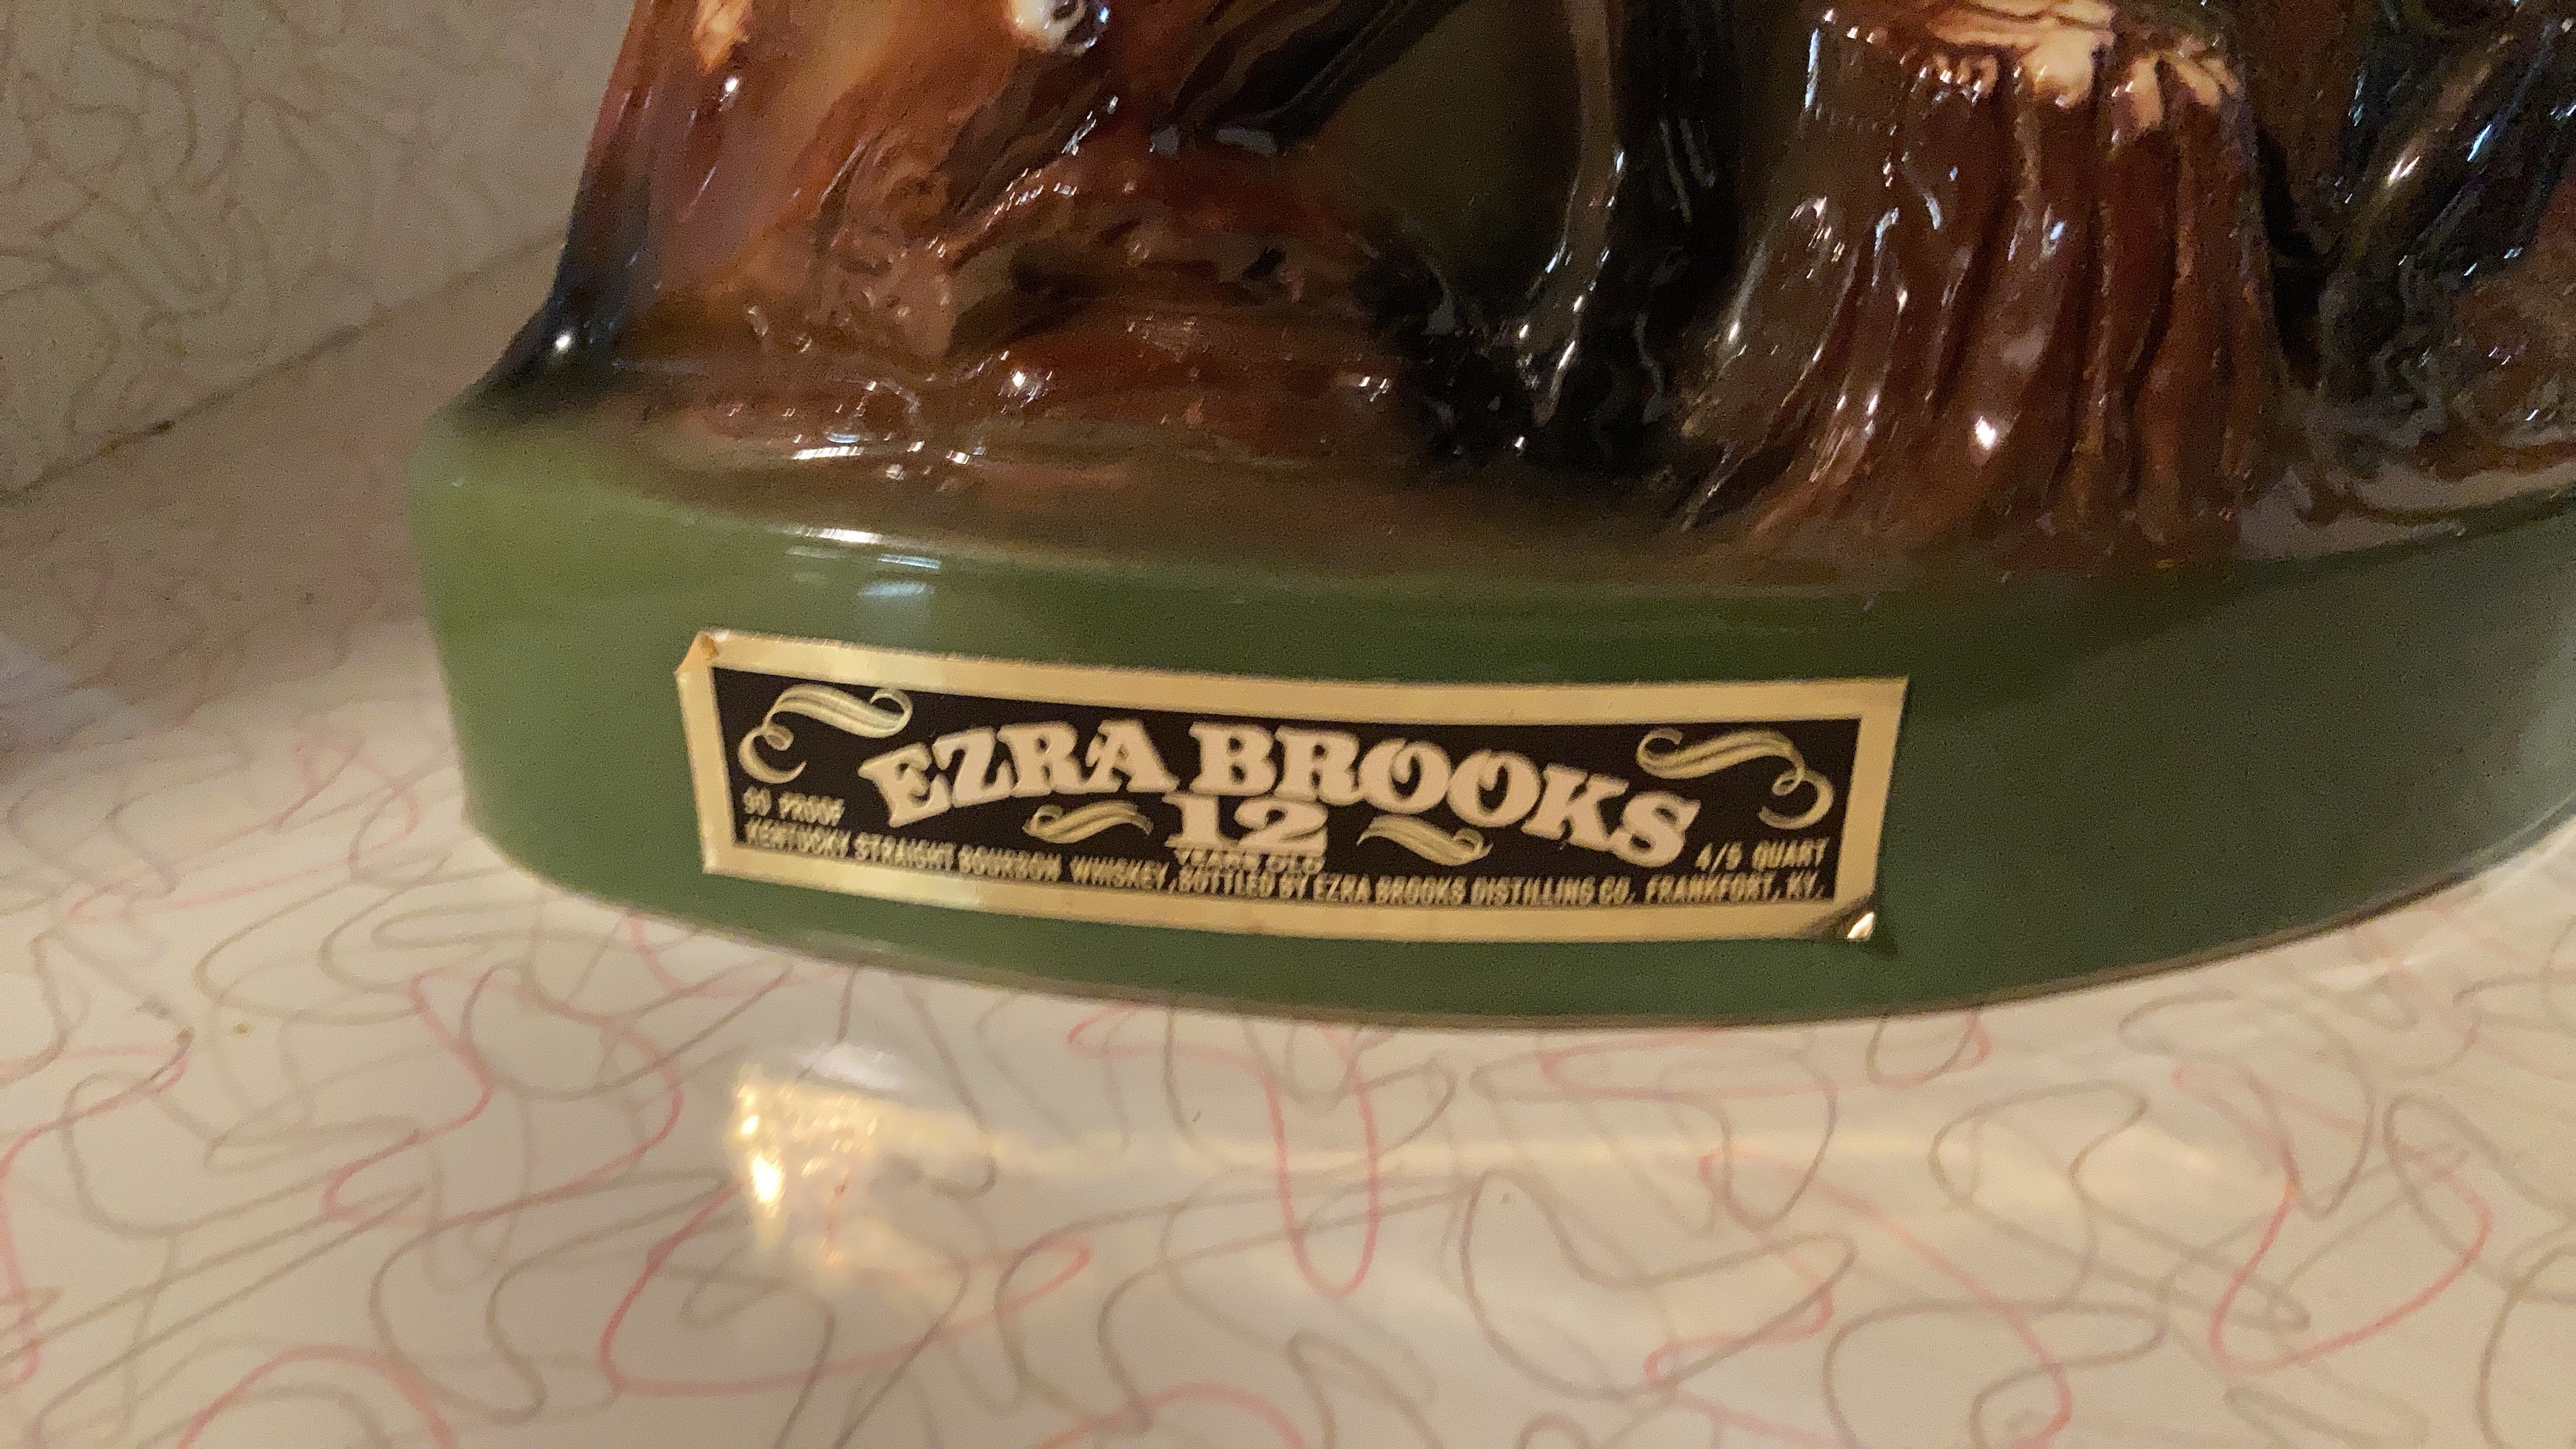 EZRA BROOKS
12
YEARS OLD
90 PROOF
4/5 QUART
KENTUCKY STRAIGHT BOURBON WHISKEY, BOTTLED BY EZRA BROOKS DISTILLING CO. FRANKFORT, KY.